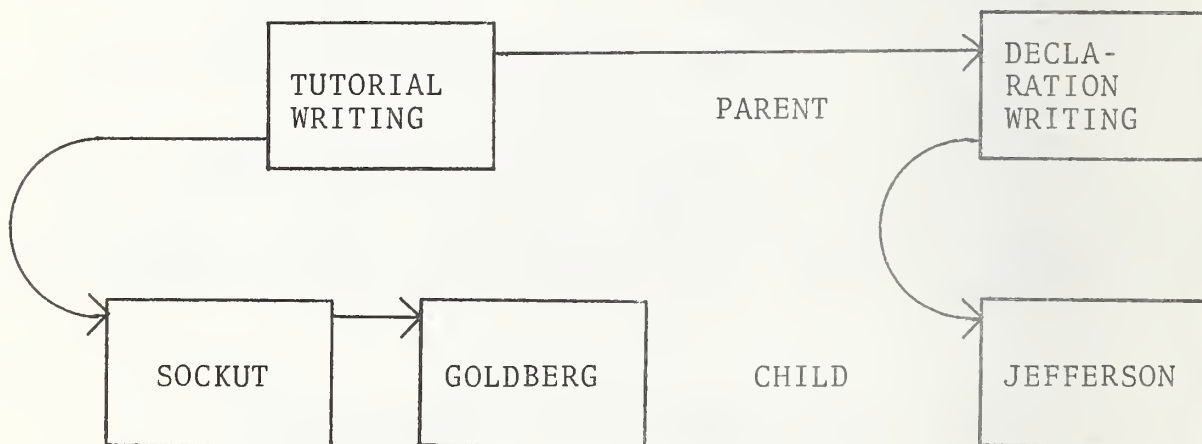 TUTORIAL
WRITING
PARENT
DECLA-
RATION
WRITING
SOCKUT
GOLDBERG
CHILD
JEFFERSON